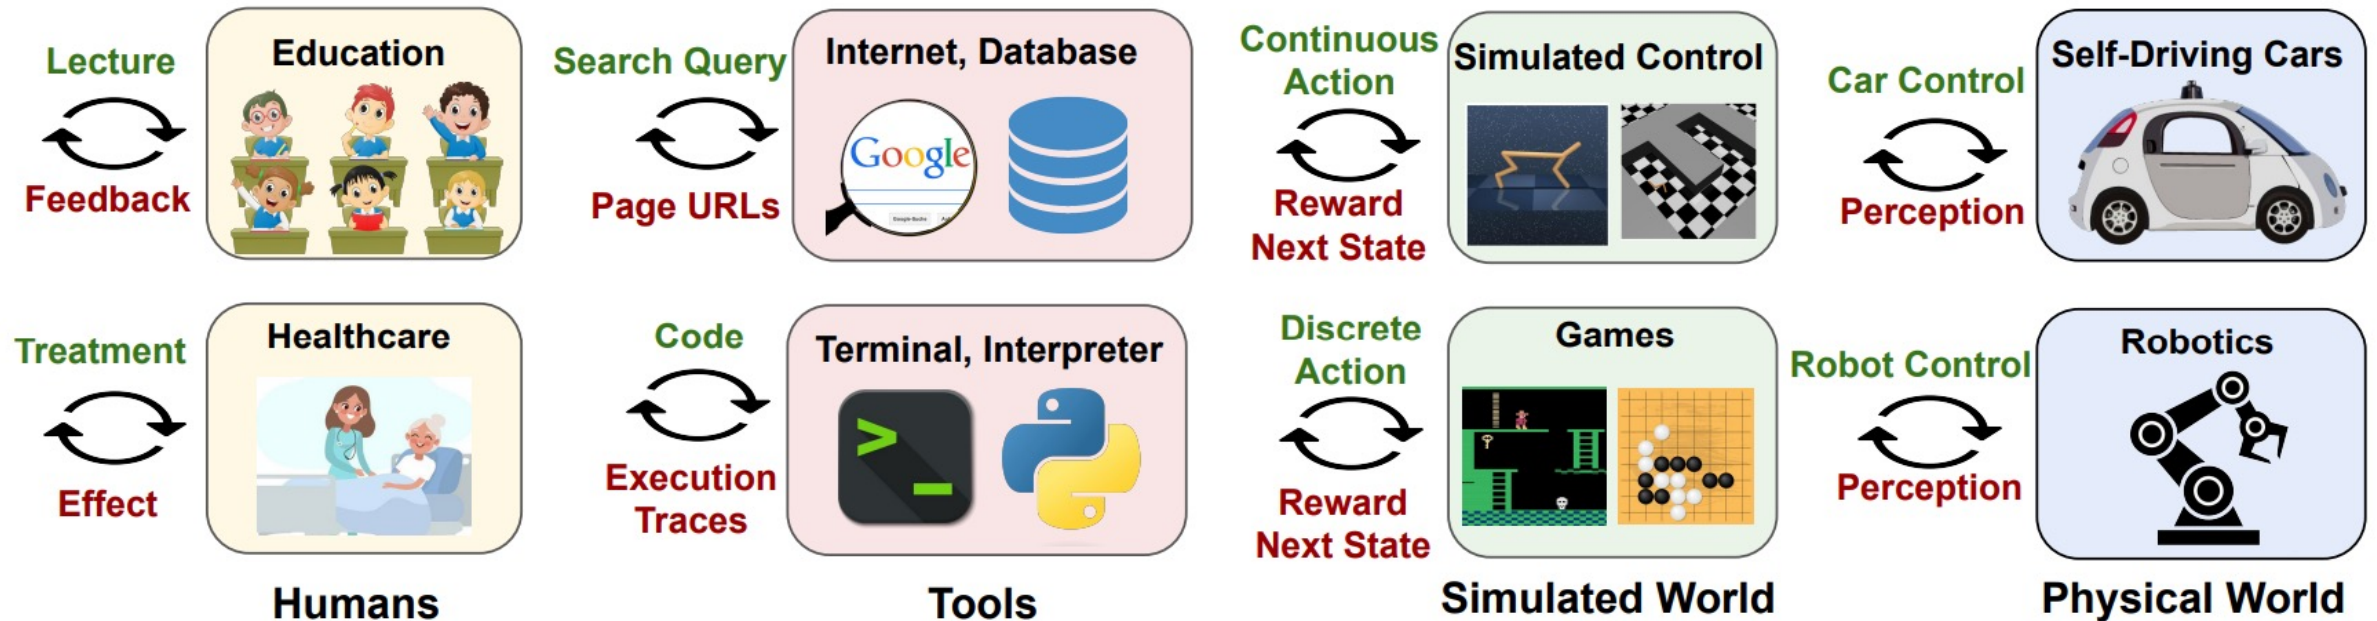 Lecture
Feedback
Education
Search Query
Page URLs
Internet, Database
Google
Google-Suche
Continuous
Action
Reward
Next State
Simulated Control
Car Control
Perception
Self-Driving Cars
Treatment
Effect
Healthcare
Code
Execution
Traces
Terminal, Interpreter
>_
Discrete
Action
Reward
Next State
Games
Robot Control
Perception
Robotics
Humans
Tools
Simulated World
Physical World